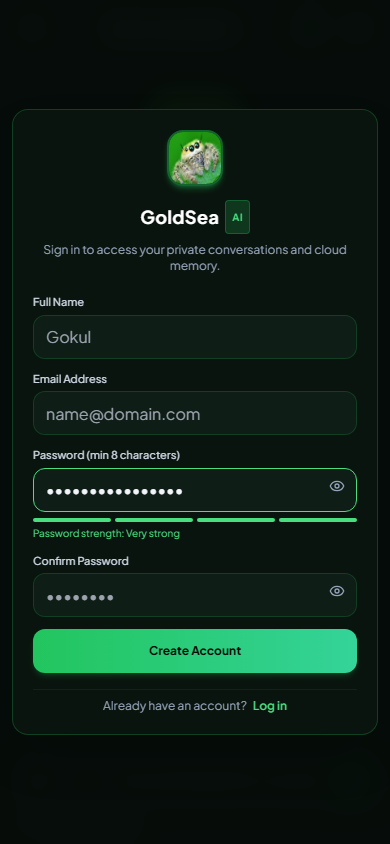 GoldSea AI
Sign in to access your private conversations and cloud
memory.
Full Name
Gokul
Email Address
name@domain.com
Password (min 8 characters)
••••••••••••••••
Password strength: Very strong
Confirm Password
••••••••
Create Account
Already have an account? Log in